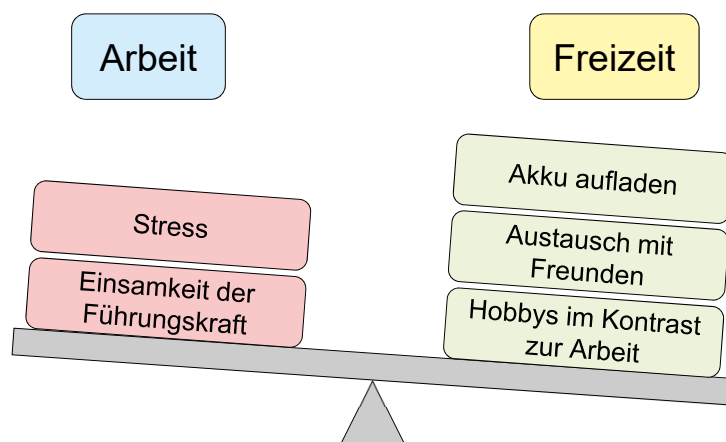 Arbeit
Freizeit
Stress
Einsamkeit der
Führungskraft
Akku aufladen
Austausch mit
Freunden
Hobbys im Kontrast
zur Arbeit